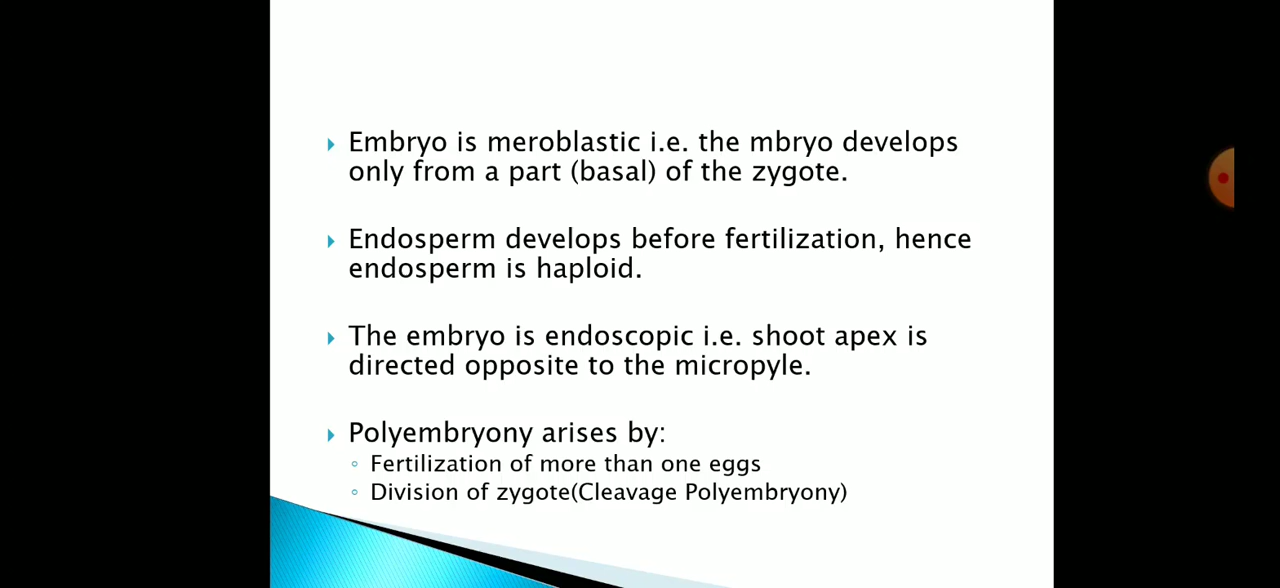 Embryo is meroblastic i.e. the mbryo develops
only from a part (basal) of the zygote.
Endosperm develops before fertilization, hence
endosperm is haploid.
The embryo is endoscopic i.e. shoot apex is
directed opposite to the micropyle.
Polyembryony arises by:
Fertilization of more than one eggs
Division of zygote(Cleavage Polyembryony)